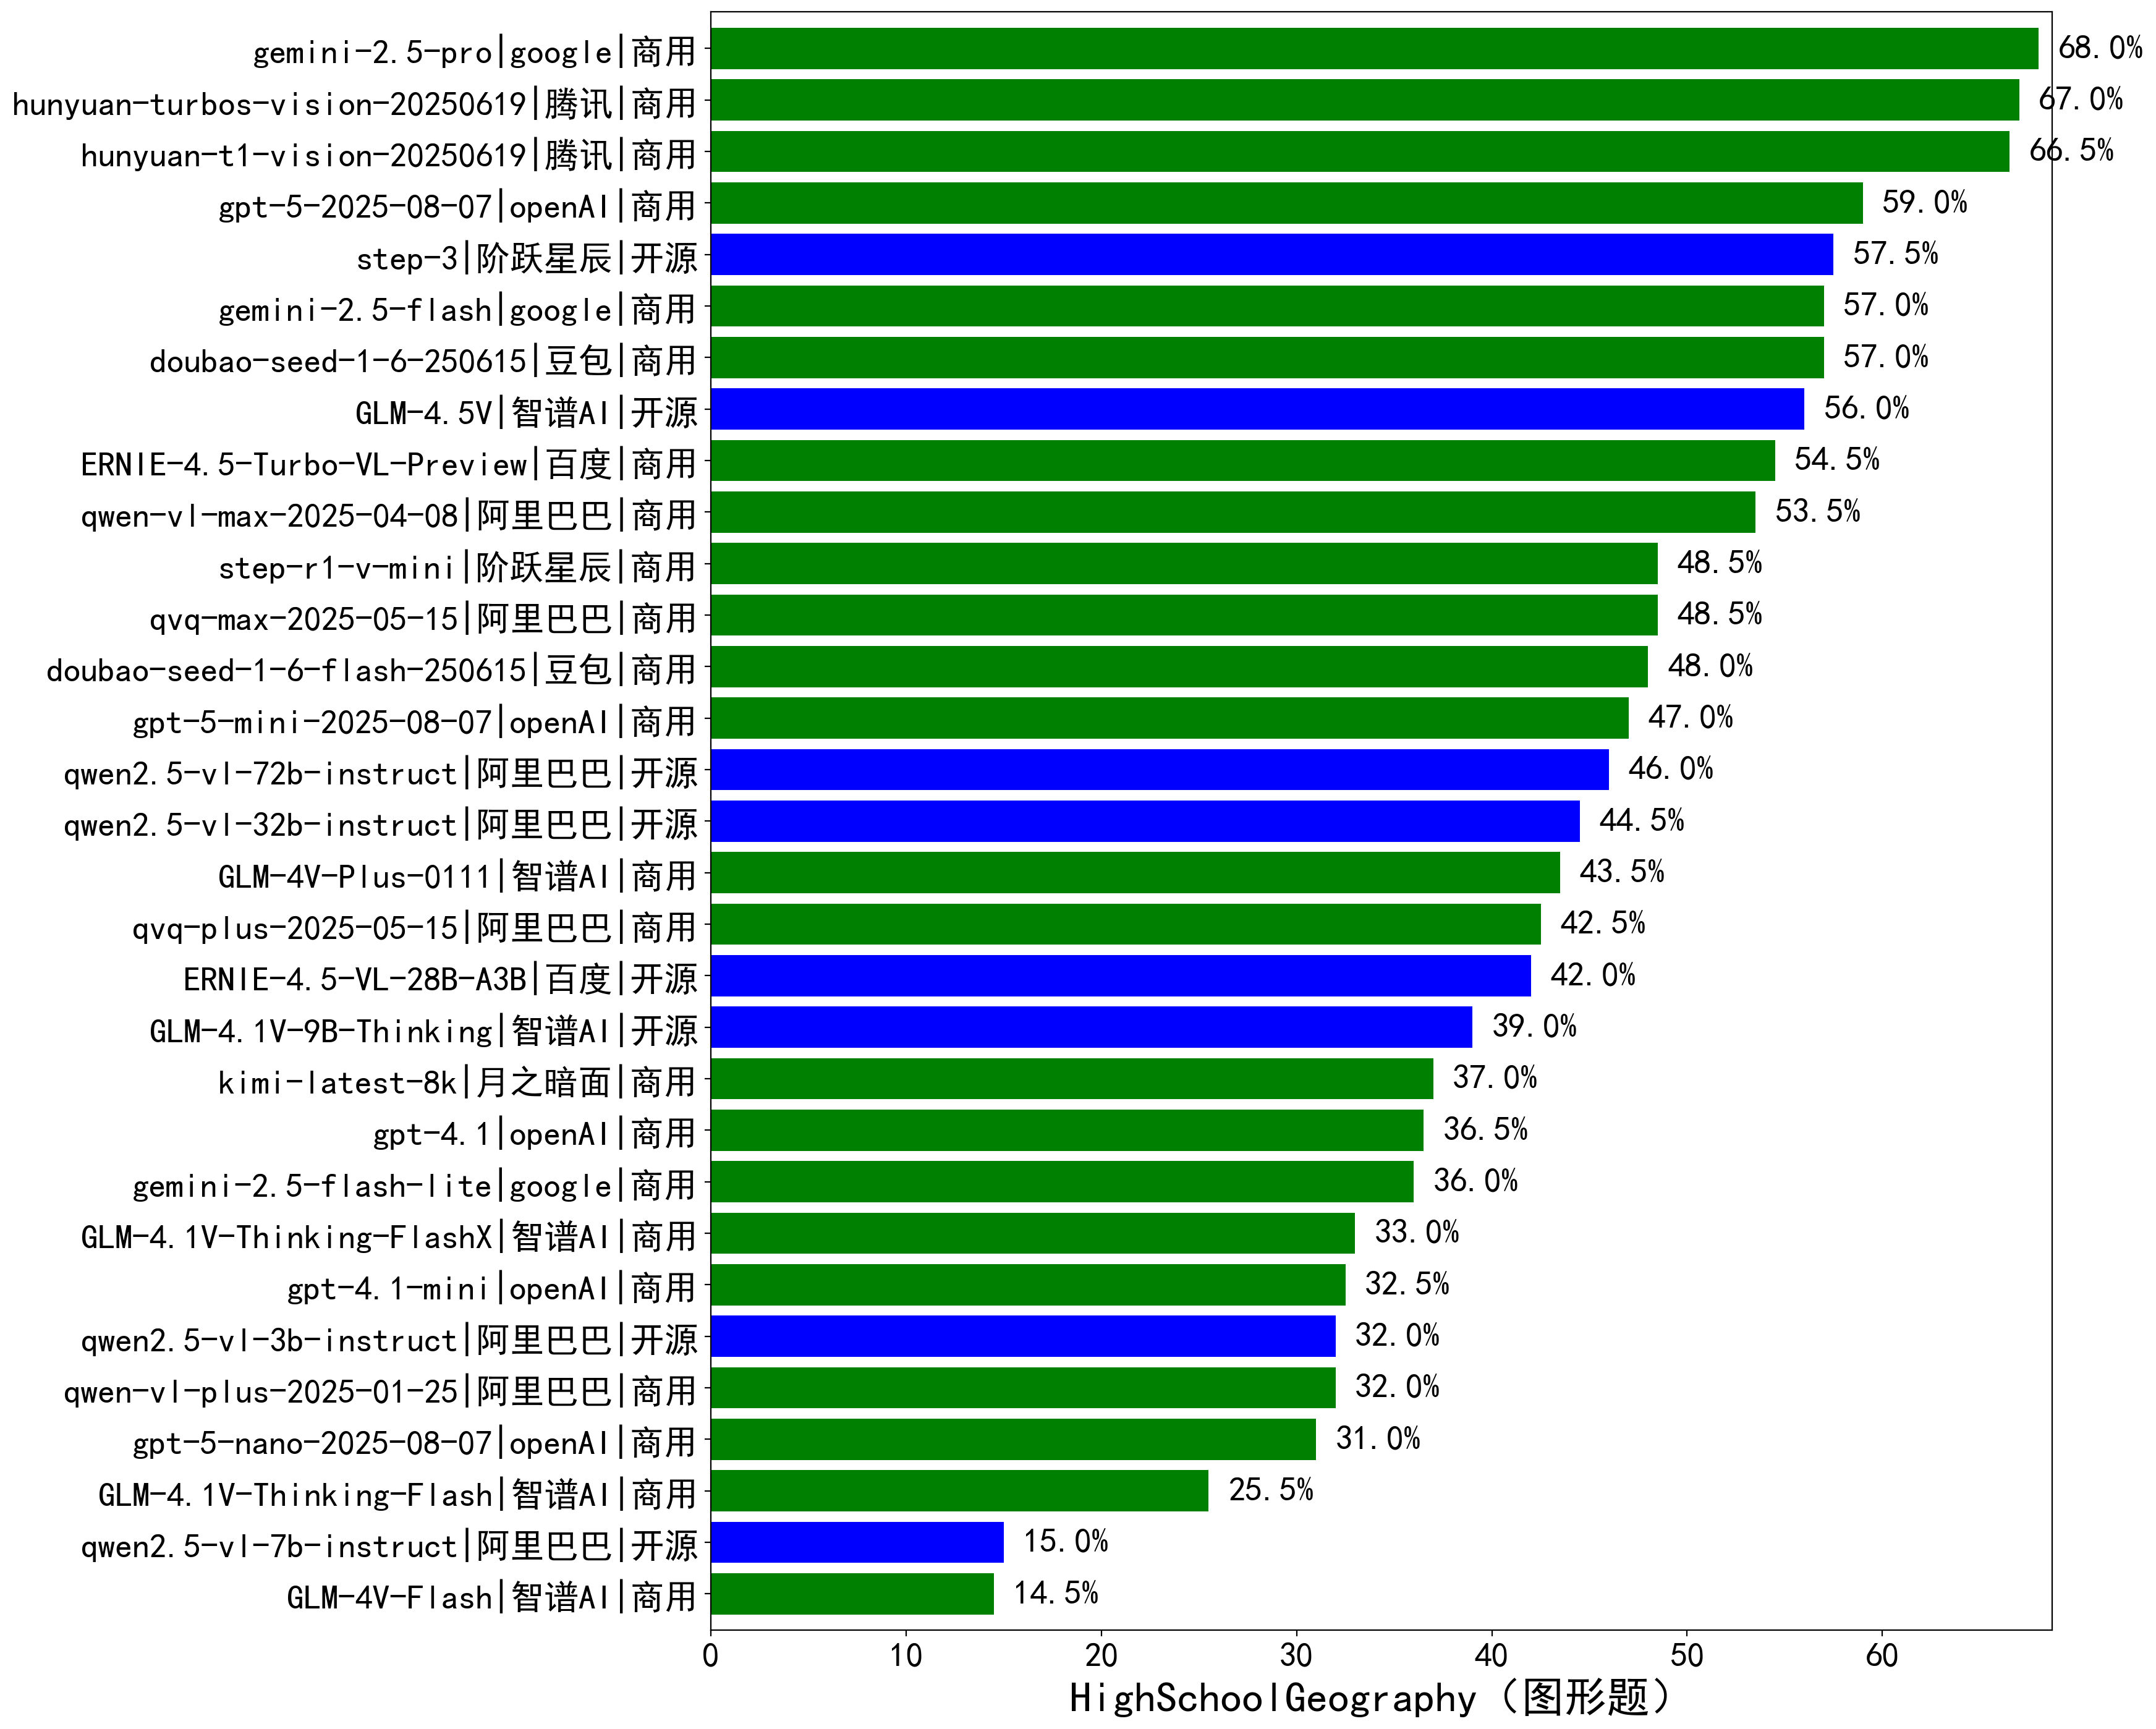 gemini-2.5-pro|google|商用 68.0%
hunyuan-turbos-vision-20250619|腾讯|商用 67.0%
hunyuan-t1-vision-20250619|腾讯|商用 66.5%
gpt-5-2025-08-07|openAI|商用 59.0%
step-3|阶跃星辰|开源 57.5%
gemini-2.5-flash|google|商用 57.0%
doubao-seed-1-6-250615|豆包|商用 57.0%
GLM-4.5V|智谱AI|开源 56.0%
ERNIE-4.5-Turbo-VL-Preview|百度|商用 54.5%
qwen-vl-max-2025-04-08|阿里巴巴|商用 53.5%
step-r1-v-mini|阶跃星辰|商用 48.5%
qvq-max-2025-05-15|阿里巴巴|商用 48.5%
doubao-seed-1-6-flash-250615|豆包|商用 48.0%
gpt-5-mini-2025-08-07|openAI|商用 47.0%
qwen2.5-vl-72b-instruct|阿里巴巴|开源 46.0%
qwen2.5-vl-32b-instruct|阿里巴巴|开源 44.5%
GLM-4V-Plus-0111|智谱AI|商用 43.5%
qvq-plus-2025-05-15|阿里巴巴|商用 42.5%
ERNIE-4.5-VL-28B-A3B|百度|开源 42.0%
GLM-4.1V-9B-Thinking|智谱AI|开源 39.0%
kimi-latest-8k|月之暗面|商用 37.0%
gpt-4.1|openAI|商用 36.5%
gemini-2.5-flash-lite|google|商用 36.0%
GLM-4.1V-Thinking-FlashX|智谱AI|商用 33.0%
gpt-4.1-mini|openAI|商用 32.5%
qwen2.5-vl-3b-instruct|阿里巴巴|开源 32.0%
qwen-vl-plus-2025-01-25|阿里巴巴|商用 32.0%
gpt-5-nano-2025-08-07|openAI|商用 31.0%
GLM-4.1V-Thinking-Flash|智谱AI|商用 25.5%
qwen2.5-vl-7b-instruct|阿里巴巴|开源 15.0%
GLM-4V-Flash|智谱AI|商用 14.5%
0 10 20 30 40 50 60
HighSchoolGeography（图形题）